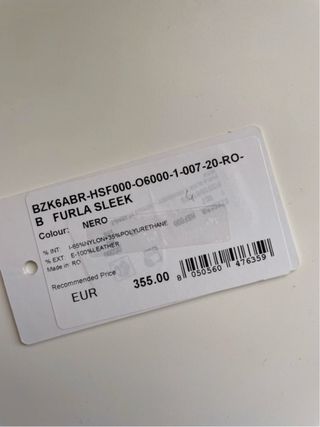 BZK6ABR-HSF000-O6000-1-007-20-RO-
B FURLA SLEEK
Colour: NERO
% INT: I-65%NYLON+35%POLYURETHANE
% EXT: E-100%LEATHER
Made in RO
Recommended Price
EUR 355.00
8 050560 476359